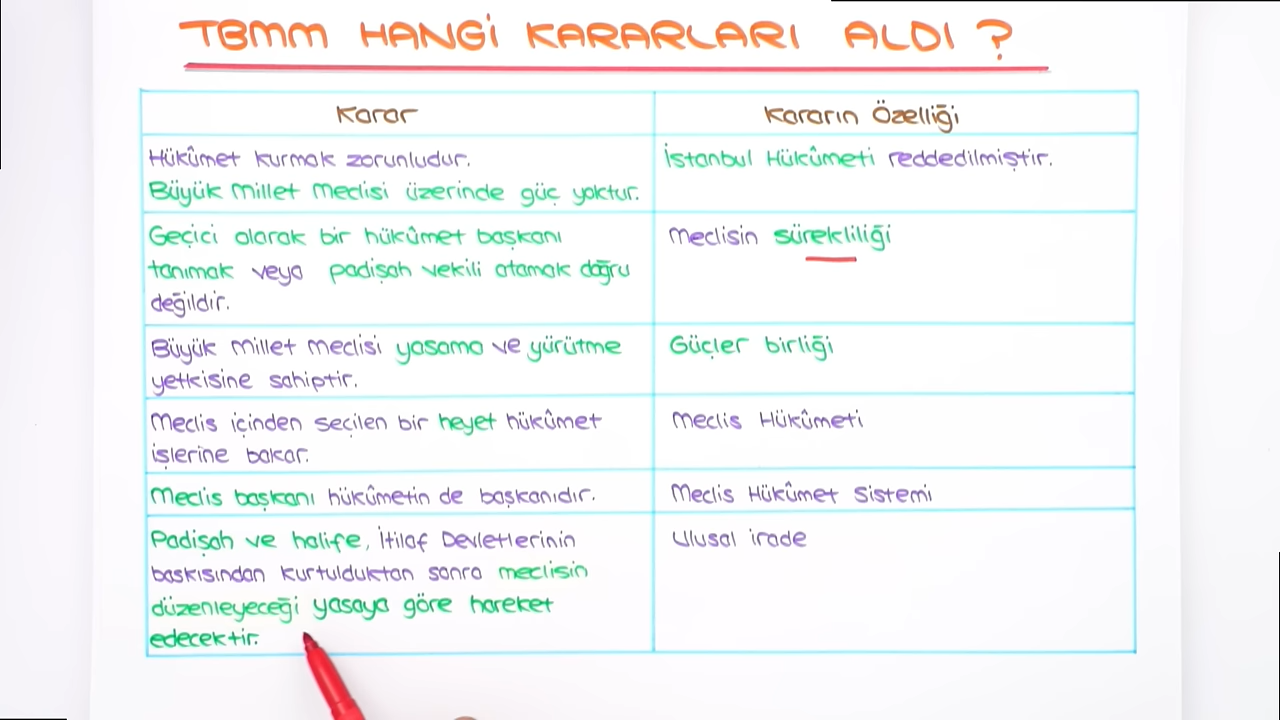 TBMM HANGİ KARARLARI ALDI ?
Karar
Kararın Özelliği
Hükûmet kurmak zorunludur.
Büyük Millet Meclisi üzerinde güç yoktur.
İstanbul Hükûmeti reddedilmiştir.
Geçici olarak bir hükûmet başkanı
tanımak veya padişah vekili atamak doğru
değildir.
Meclisin sürekliliği
Büyük Millet Meclisi yasama ve yürütme
yetkisine sahiptir.
Güçler birliği
Meclis içinden seçilen bir heyet hükûmet
işlerine bakar.
Meclis Hükûmeti
Meclis başkanı hükûmetin de başkanıdır.
Meclis Hükûmet Sistemi
Padişah ve halife, İtilaf Devletlerinin
baskısından kurtulduktan sonra meclisin
düzenleyeceği yasaya göre hareket
edecektir.
Ulusal irade